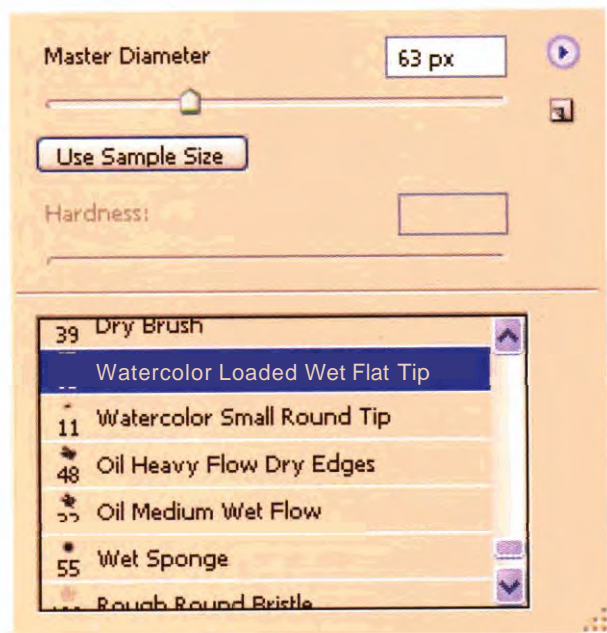 Master Diameter 63 px
Use Sample Size
Hardness:
39 Dry Brush
Watercolor Loaded Wet Flat Tip
11 Watercolor Small Round Tip
48 Oil Heavy Flow Dry Edges
Oil Medium Wet Flow
55 Wet Sponge
Rough Round Bristle